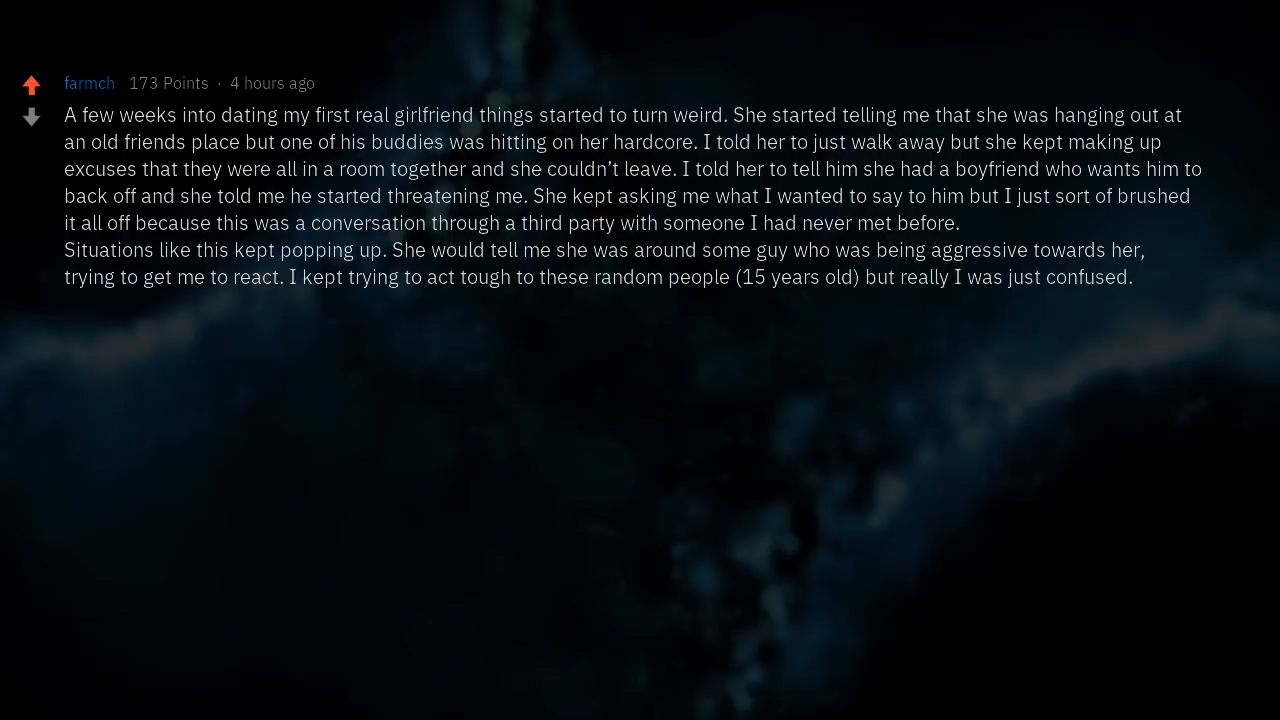 farmch 173 Points · 4 hours ago
A few weeks into dating my first real girlfriend things started to turn weird. She started telling me that she was hanging out at
an old friends place but one of his buddies was hitting on her hardcore. I told her to just walk away but she kept making up
excuses that they were all in a room together and she couldn’t leave. I told her to tell him she had a boyfriend who wants him to
back off and she told me he started threatening me. She kept asking me what I wanted to say to him but I just sort of brushed
it all off because this was a conversation through a third party with someone I had never met before.
Situations like this kept popping up. She would tell me she was around some guy who was being aggressive towards her,
trying to get me to react. I kept trying to act tough to these random people (15 years old) but really I was just confused.